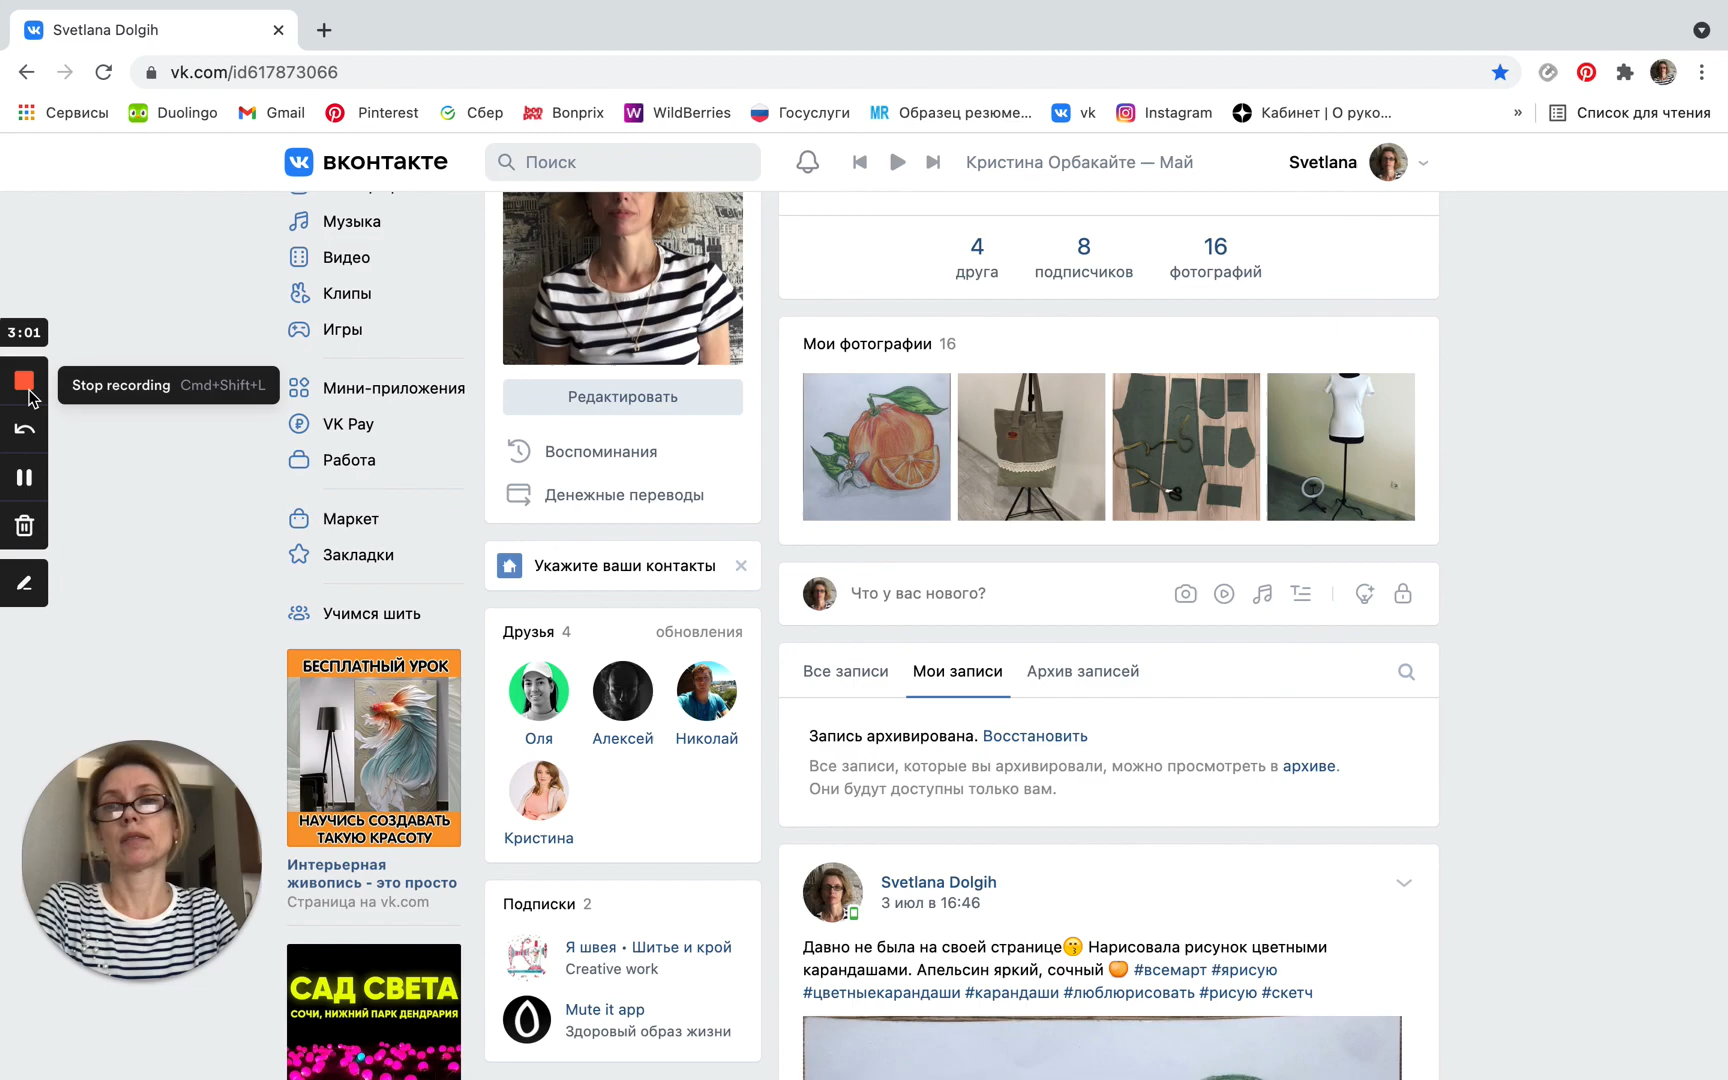 Svetlana Dolgih
vk.com/id617873066
Сервисы
Duolingo
Gmail
Pinterest
Сбер
Bonprix
WildBerries
Госуслуги
MR
Образец резюме...
vk
Instagram
Кабинет | О руко...
»
Список для чтения
вконтакте
Поиск
Кристина Орбакайте — Май
Svetlana
Музыка
Видео
Клипы
Игры
Мини-приложения
VK Pay
Работа
Маркет
Закладки
Учимся шить
3:01
Stop recording Cmd+Shift+L
БЕСПЛАТНЫЙ УРОК
НАУЧИСЬ СОЗДАВАТЬ
ТАКУЮ КРАСОТУ
Интерьерная
живопись - это просто
Страница на vk.com
САД СВЕТА
СОЧИ, НИЖНИЙ ПАРК ДЕНДРАРИЯ
Редактировать
Воспоминания
Денежные переводы
Укажите ваши контакты
Друзья 4
обновления
Оля
Алексей
Николай
Кристина
Подписки 2
Я швея • Шитье и крой
Creative work
Mute it app
Здоровый образ жизни
4
друга
8
подписчиков
16
фотографий
Мои фотографии 16
Что у вас нового?
Все записи
Мои записи
Архив записей
Запись архивирована. Восстановить
Все записи, которые вы архивировали, можно просмотреть в архиве.
Они будут доступны только вам.
Svetlana Dolgih
3 июл в 16:46
Давно не была на своей странице😗 Нарисовала рисунок цветными
карандашами. Апельсин яркий, сочный 🍊 #всемарт #ярисую
#цветныекарандаши #карандаши #люблюрисовать #рисую #скетч